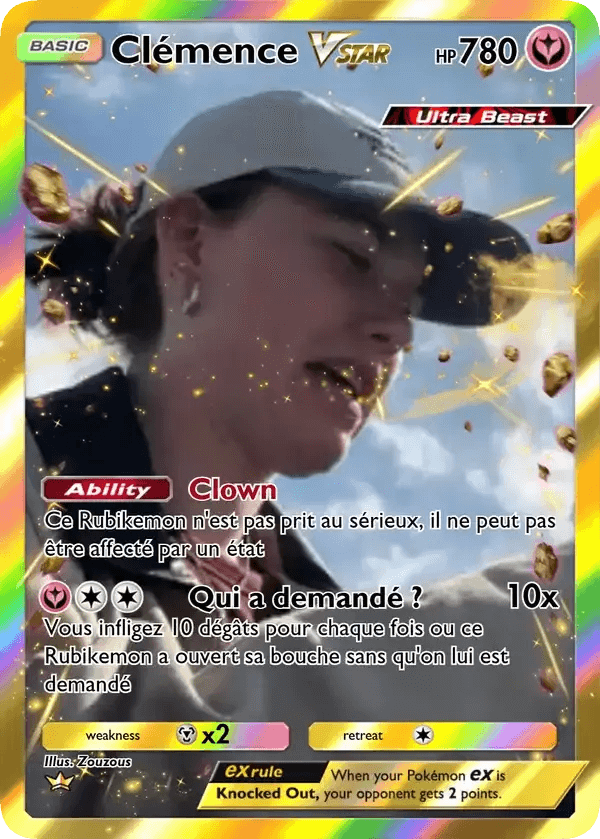 BASIC Clémence VSTAR HP780
Ultra Beast
Ability Clown
Ce Rubikemon n'est pas prit au sérieux, il ne peut pas
être affecté par un état
Qui a demandé ? 10x
Vous infligez 10 dégâts pour chaque fois ou ce
Rubikemon a ouvert sa bouche sans qu'on lui est
demandé
weakness x2 retreat
Illus. Zouzous
ex rule When your Pokémon ex is
Knocked Out, your opponent gets 2 points.